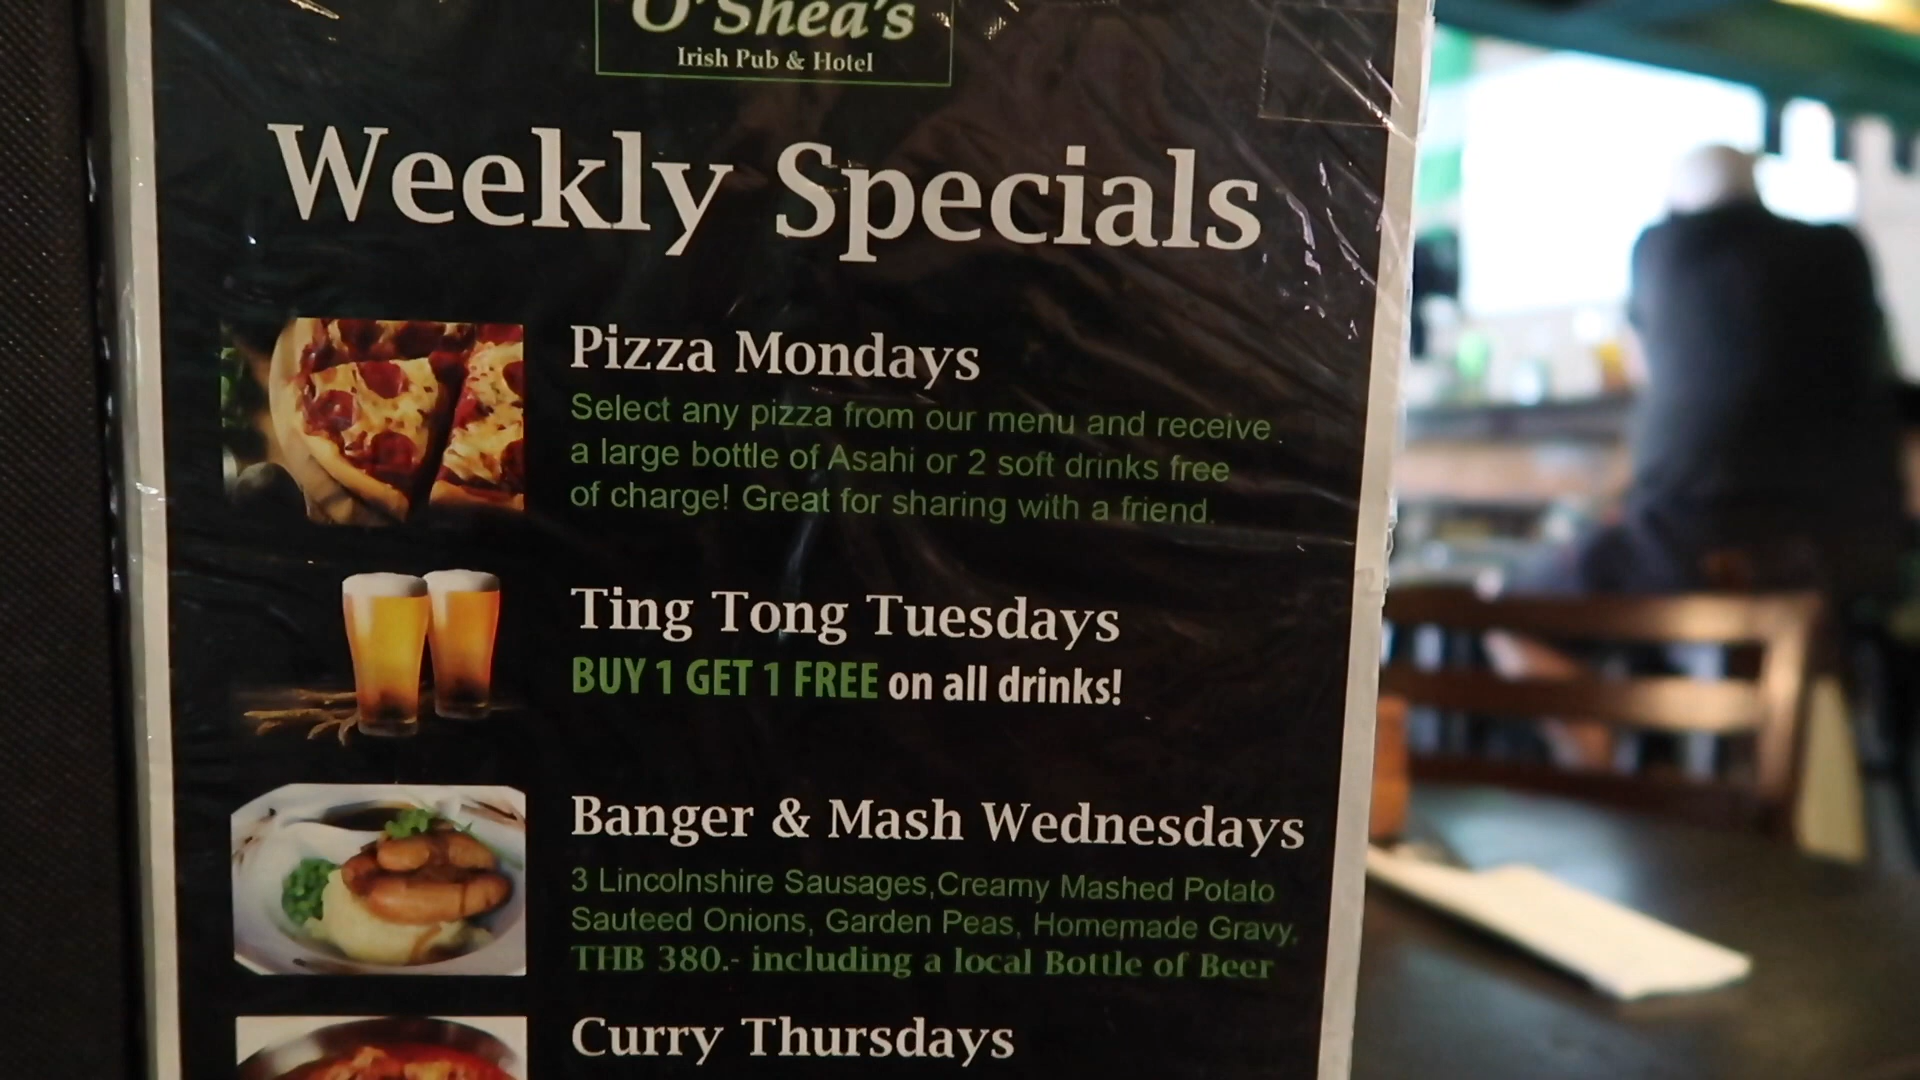 O'Shea's
Irish Pub & Hotel
Weekly Specials
Pizza Mondays
Select any pizza from our menu and receive
a large bottle of Asahi or 2 soft drinks free
of charge! Great for sharing with a friend.
Ting Tong Tuesdays
BUY 1 GET 1 FREE on all drinks!
Banger & Mash Wednesdays
3 Lincolnshire Sausages,Creamy Mashed Potato
Sauteed Onions, Garden Peas, Homemade Gravy,
THB 380.- including a local Bottle of Beer
Curry Thursdays